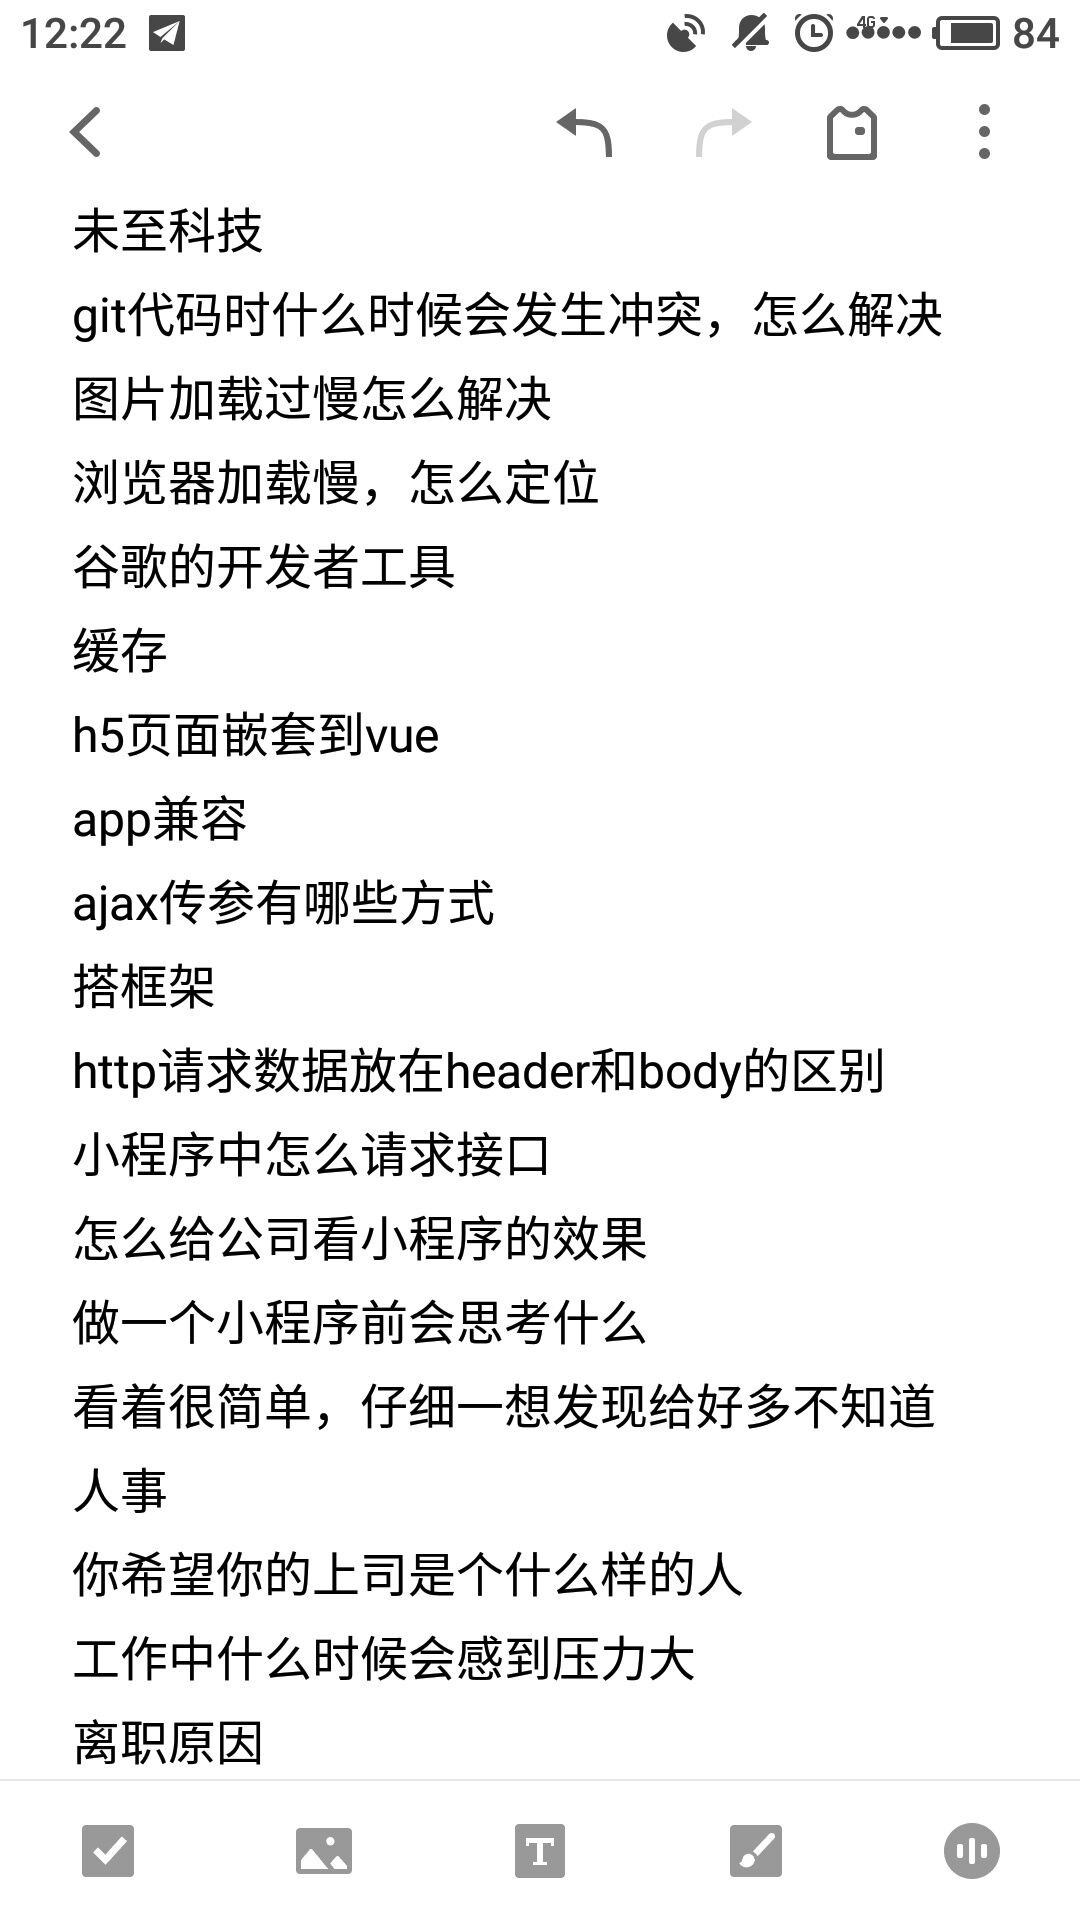 12:22
4G
84
未至科技
git代码时什么时候会发生冲突，怎么解决
图片加载过慢怎么解决
浏览器加载慢，怎么定位
谷歌的开发者工具
缓存
h5页面嵌套到vue
app兼容
ajax传参有哪些方式
搭框架
http请求数据放在header和body的区别
小程序中怎么请求接口
怎么给公司看小程序的效果
做一个小程序前会思考什么
看着很简单，仔细一想发现给好多不知道
人事
你希望你的上司是个什么样的人
工作中什么时候会感到压力大
离职原因
T